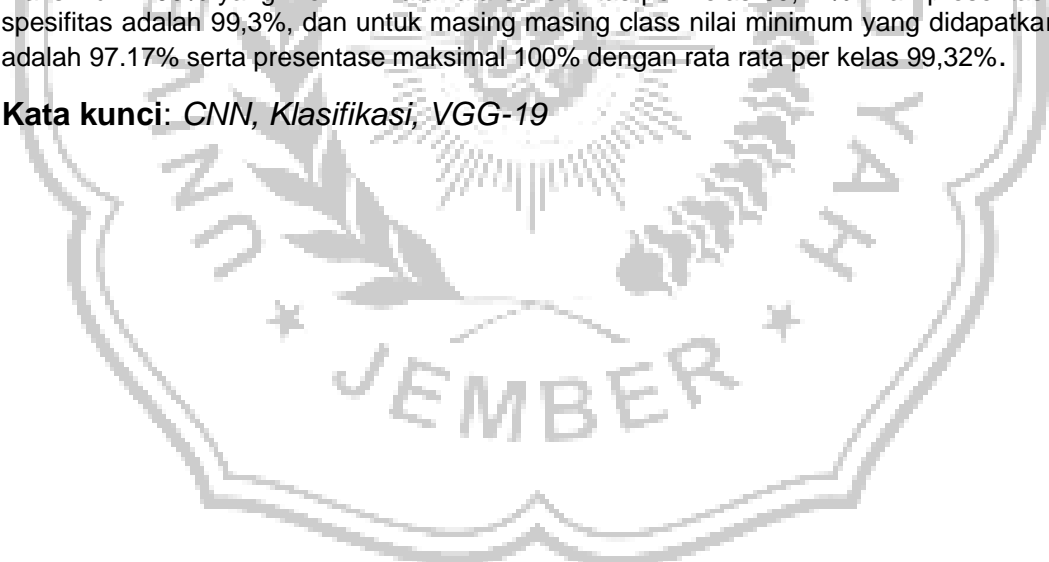 spesifitas adalah 99,3%, dan untuk masing masing class nilai minimum yang didapatkan
adalah 97.17% serta presentase maksimal 100% dengan rata rata per kelas 99,32%.
Kata kunci: CNN, Klasifikasi, VGG-19
JEMBER